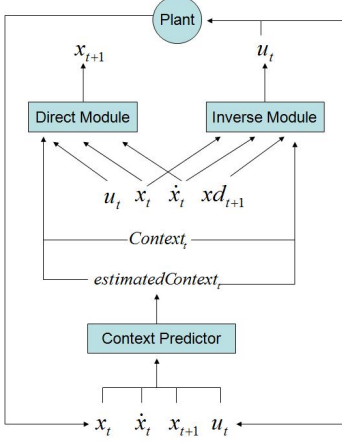 Plant
x_{t+1} u_t
Direct Module Inverse Module
u_t x_t ẋ_t xd_{t+1}
Context_t
estimatedContext_t
Context Predictor
x_t ẋ_t x_{t+1} u_t